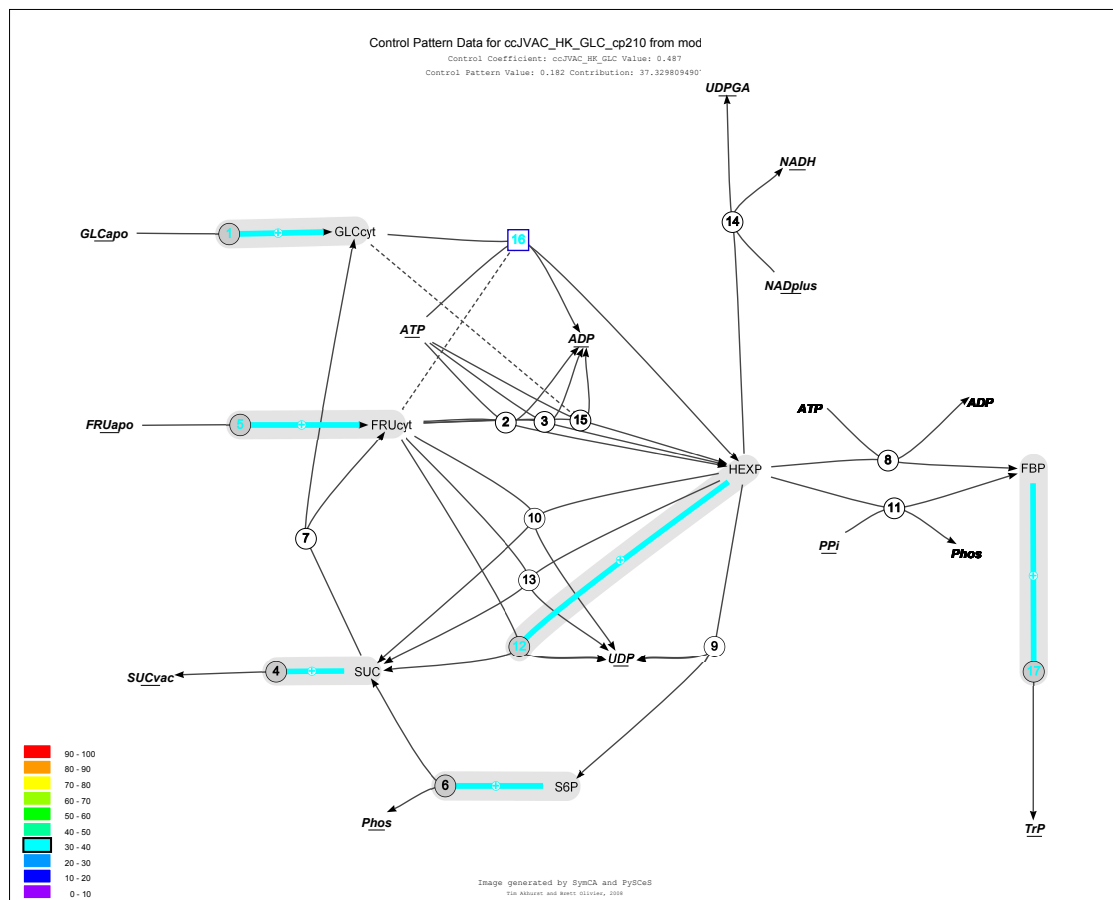 Control Pattern Data for ccJVAC_HK_GLC_cp210 from mod
Control Coefficient: ccJVAC_HK_GLC Value: 0.487
Control Pattern Value: 0.182 Contribution: 37.329809490
UDPGA
NADH
14
GLCapo
1
GLCcyt
16
NADplus
ATP
ADP
FRUapo
5
FRUcyt
2
3
15
ATP
ADP
8
HEXP
FBP
11
PPi
Phos
10
7
13
12
UDP
9
SUCvac
4
SUC
17
6
S6P
Phos
TrP
90 - 100
80 - 90
70 - 80
60 - 70
50 - 60
40 - 50
30 - 40
20 - 30
10 - 20
0 - 10
Image generated by SymCA and PySCeS
Tim Akhurst and Brett Olivier, 2008